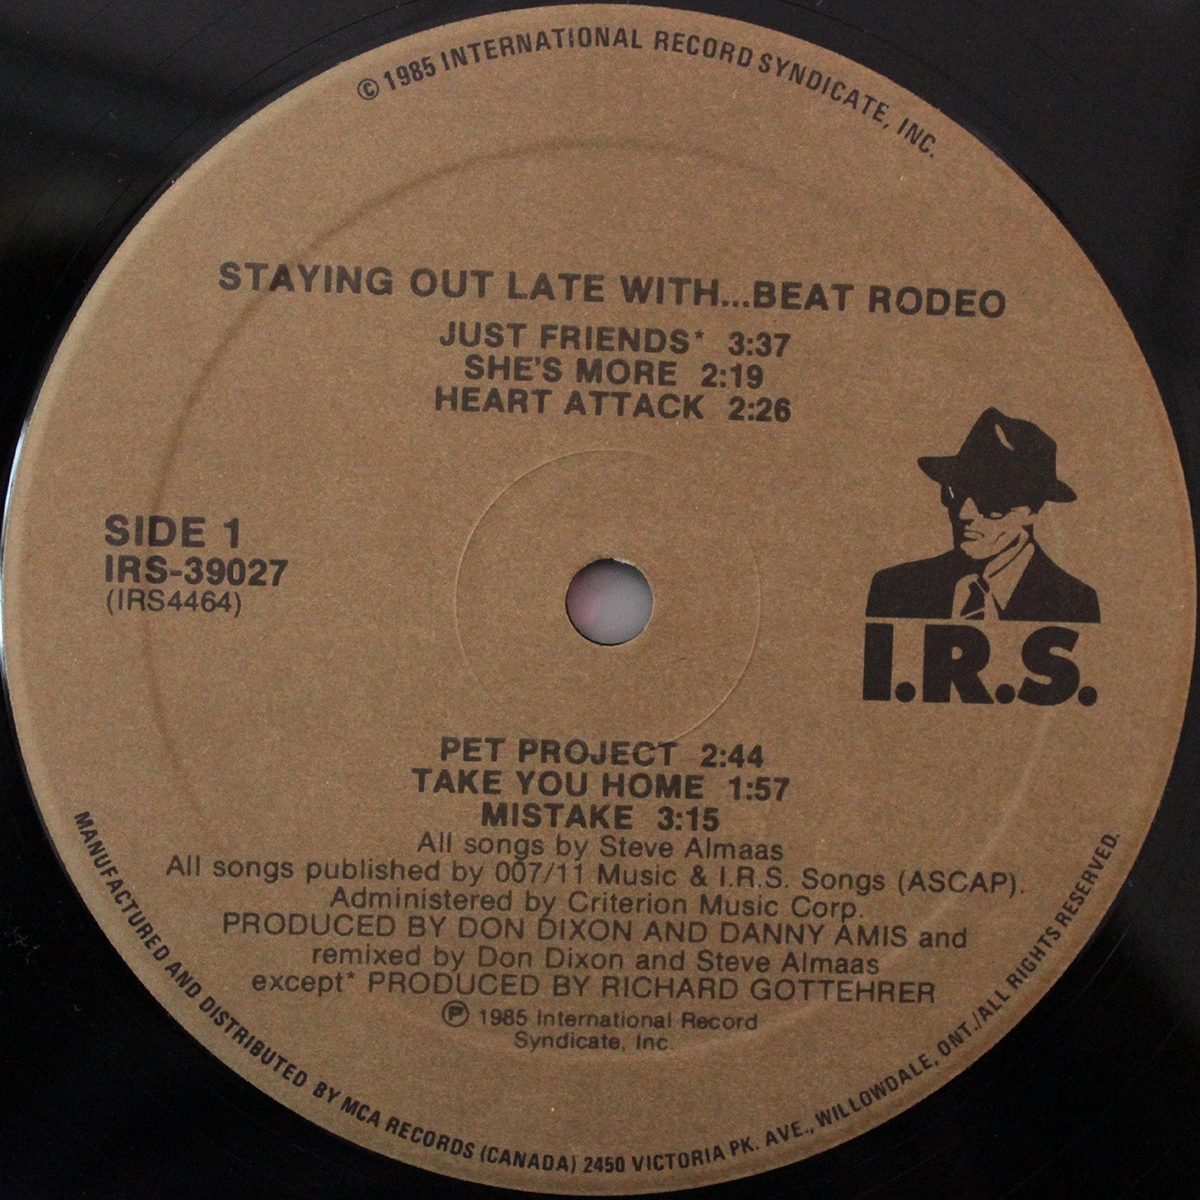 © 1985 INTERNATIONAL RECORD SYNDICATE, INC.
STAYING OUT LATE WITH...BEAT RODEO
JUST FRIENDS* 3:37
SHE'S MORE 2:19
HEART ATTACK 2:26
SIDE 1
IRS-39027
(IRS4464)
I.R.S.
PET PROJECT 2:44
TAKE YOU HOME 1:57
MISTAKE 3:15
All songs by Steve Almaas
All songs published by 007/11 Music & I.R.S. Songs (ASCAP).
Administered by Criterion Music Corp.
PRODUCED BY DON DIXON AND DANNY AMIS and
remixed by Don Dixon and Steve Almaas
except* PRODUCED BY RICHARD GOTTEHRER
℗ 1985 International Record
Syndicate, Inc.
MANUFACTURED AND DISTRIBUTED BY MCA RECORDS (CANADA) 2450 VICTORIA PK. AVE., WILLOWDALE, ONT./ALL RIGHTS RESERVED.